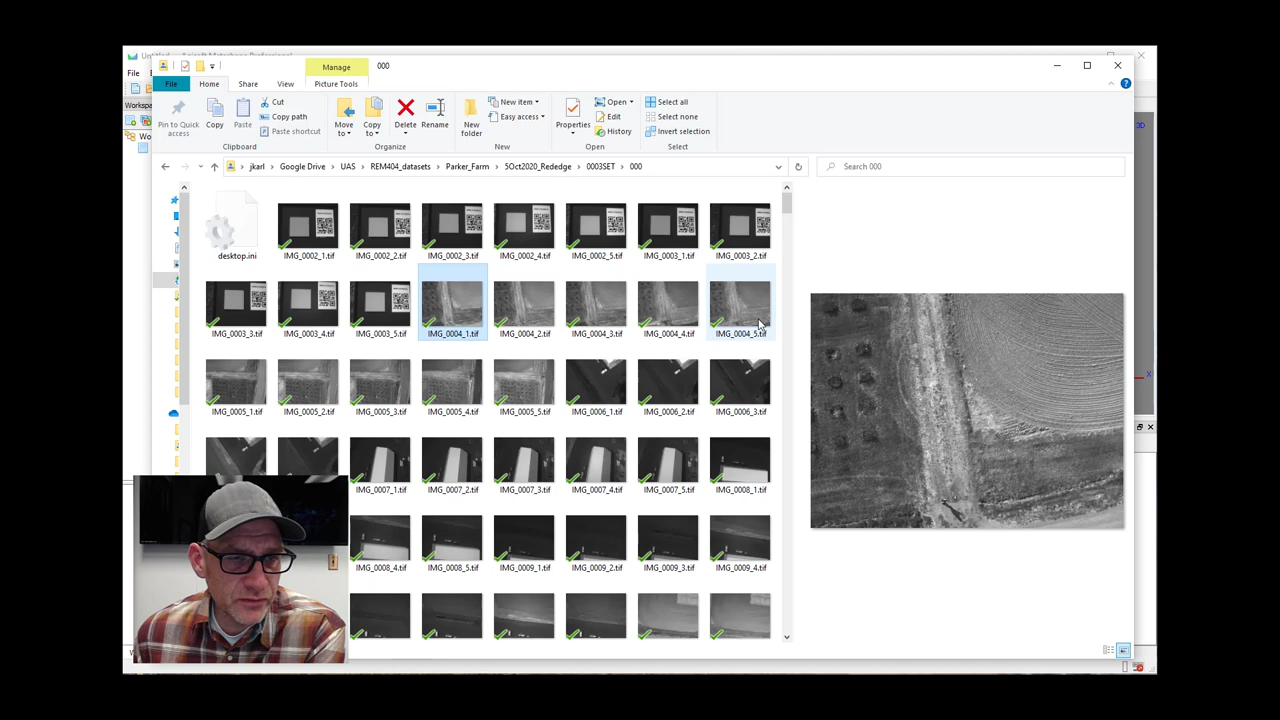 Manage
000
File
Home
Share
View
Picture Tools
Pin to Quick access
Copy
Paste
Cut
Copy path
Paste shortcut
Clipboard
Move to
Copy to
Delete
Rename
Organize
New folder
New item
Easy access
New
Properties
Open
Edit
History
Open
Select all
Select none
Invert selection
Select
jkarl > Google Drive > UAS > REM404_datasets > Parker_Farm > 5Oct2020_Rededge > 0003SET > 000
Search 000
desktop.ini IMG_0002_1.tif IMG_0002_2.tif IMG_0002_3.tif IMG_0002_4.tif IMG_0002_5.tif IMG_0003_1.tif IMG_0003_2.tif
IMG_0003_3.tif IMG_0003_4.tif IMG_0003_5.tif IMG_0004_1.tif IMG_0004_2.tif IMG_0004_3.tif IMG_0004_4.tif IMG_0004_5.tif
IMG_0005_1.tif IMG_0005_2.tif IMG_0005_3.tif IMG_0005_4.tif IMG_0005_5.tif IMG_0006_1.tif IMG_0006_2.tif IMG_0006_3.tif
IMG_0007_1.tif IMG_0007_2.tif IMG_0007_3.tif IMG_0007_4.tif IMG_0007_5.tif IMG_0008_1.tif
IMG_0008_4.tif IMG_0008_5.tif IMG_0009_1.tif IMG_0009_2.tif IMG_0009_3.tif IMG_0009_4.tif
File
3D
X